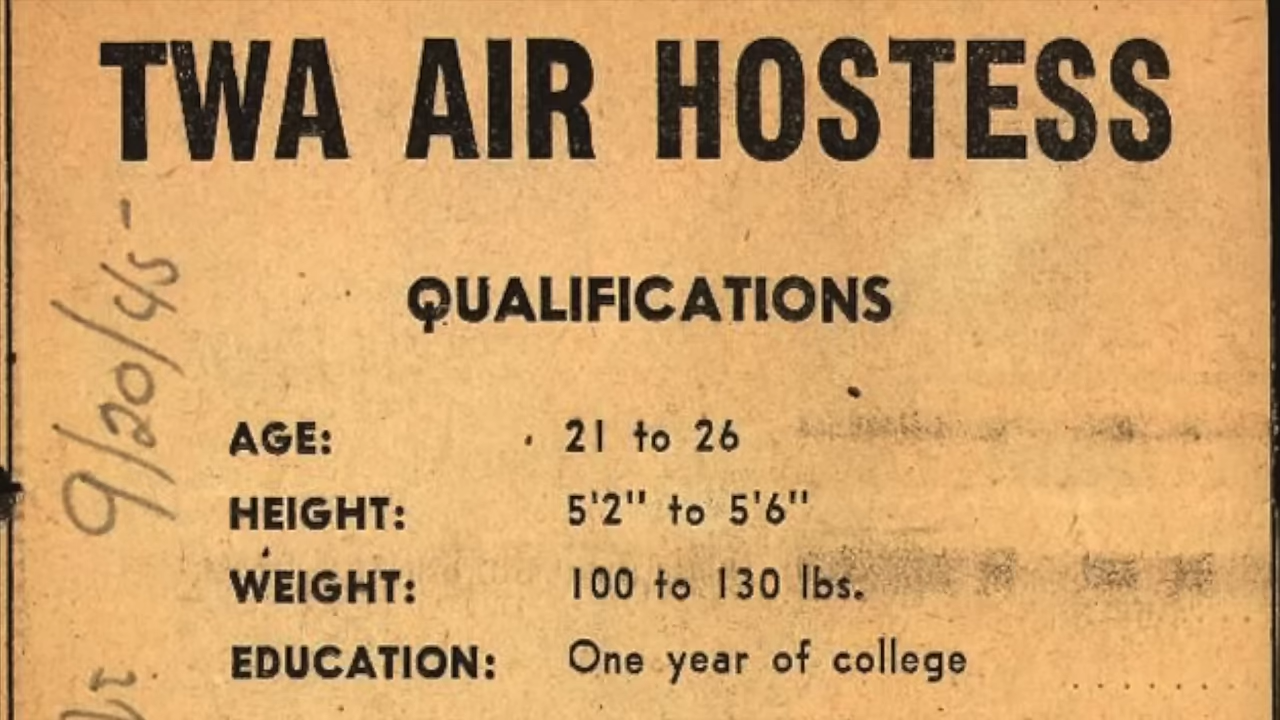 TWA AIR HOSTESS
QUALIFICATIONS
AGE: 21 to 26
HEIGHT: 5'2" to 5'6"
WEIGHT: 100 to 130 lbs.
EDUCATION: One year of college
9/20/45-